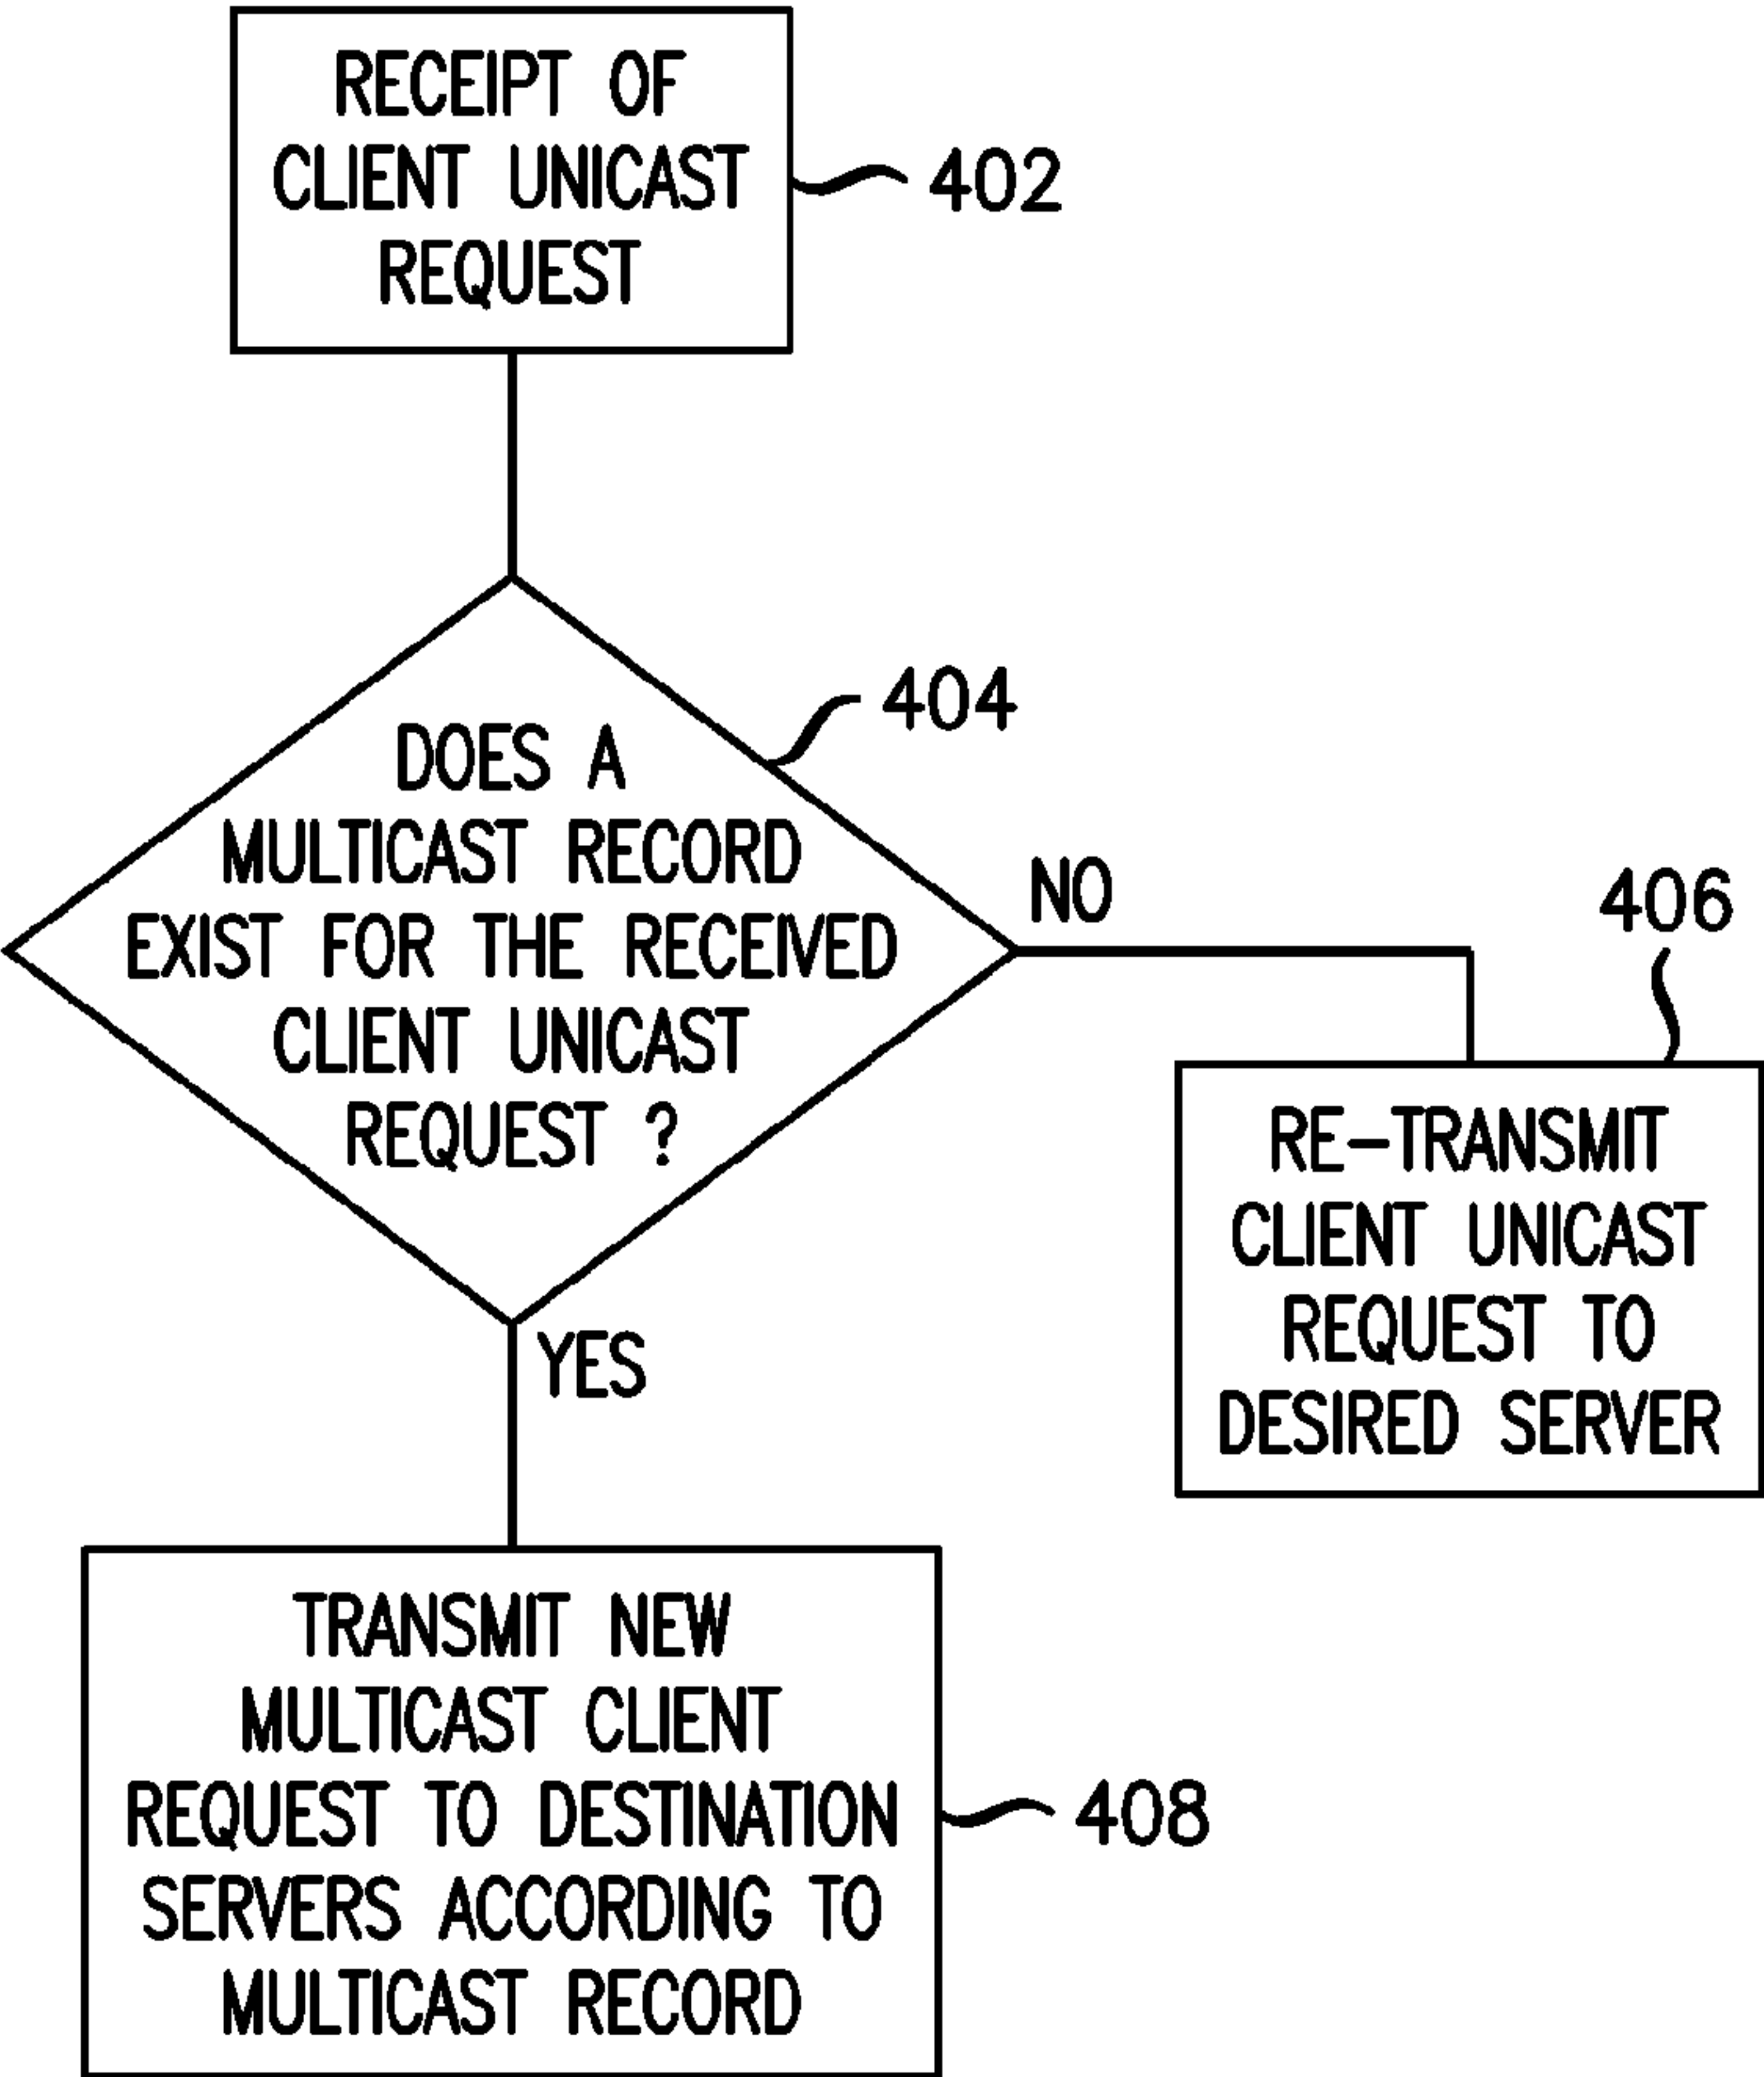 RECEIPT OF
CLIENT UNICAST
REQUEST
402
DOES A
MULTICAST RECORD
EXIST FOR THE RECEIVED
CLIENT UNICAST
REQUEST ?
404
NO
406
RE-TRANSMIT
CLIENT UNICAST
REQUEST TO
DESIRED SERVER
YES
TRANSMIT NEW
MULTICAST CLIENT
REQUEST TO DESTINATION
SERVERS ACCORDING TO
MULTICAST RECORD
408